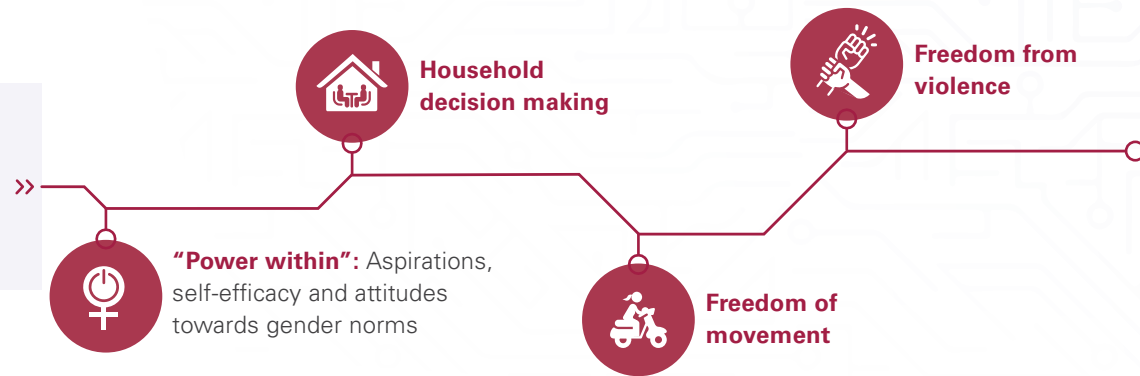 “Power within”: Aspirations,
self-efficacy and attitudes
towards gender norms
Household
decision making
Freedom of
movement
Freedom from
violence